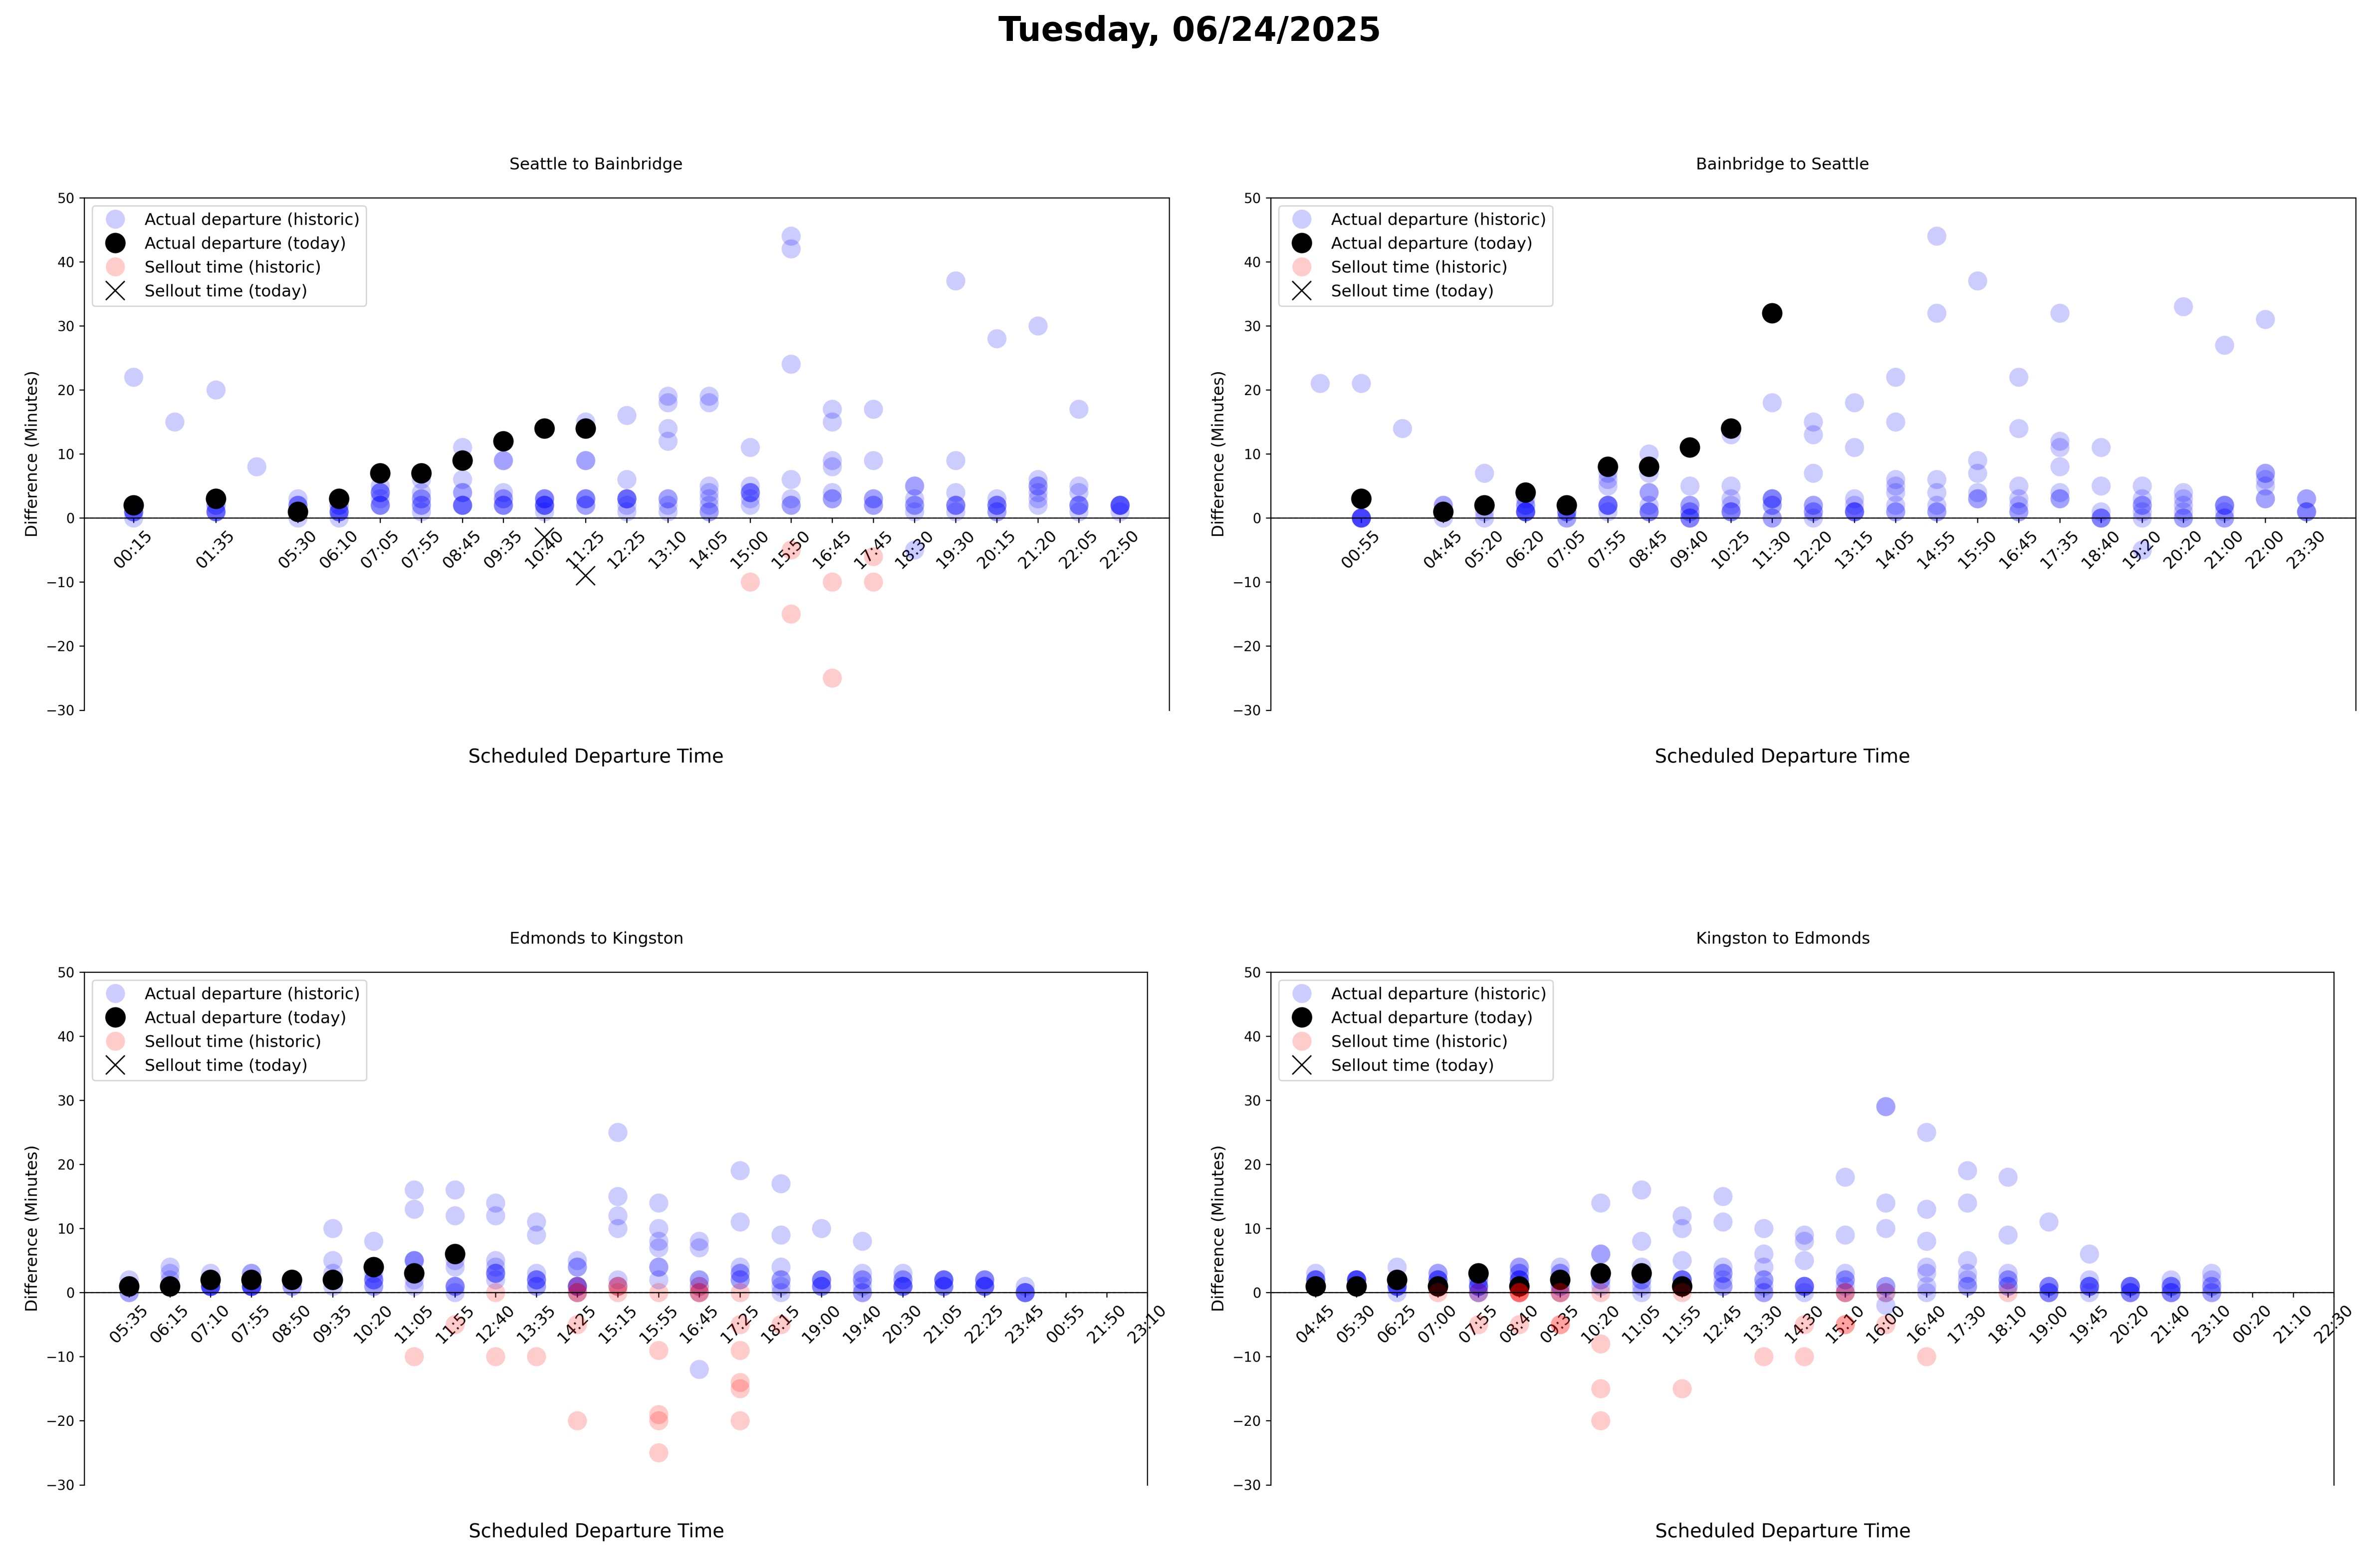 Tuesday, 06/24/2025
Seattle to Bainbridge
Actual departure (historic)
Actual departure (today)
Sellout time (historic)
Sellout time (today)
Difference (Minutes)
50
40
30
20
10
0
−10
−20
−30
00:15 01:35 05:30 06:10 07:05 07:55 08:45 09:35 10:40 11:25 12:25 13:10 14:05 15:00 15:50 16:45 17:45 18:30 19:30 20:15 21:20 22:05 22:50
Scheduled Departure Time
Bainbridge to Seattle
Actual departure (historic)
Actual departure (today)
Sellout time (historic)
Sellout time (today)
Difference (Minutes)
50
40
30
20
10
0
−10
−20
−30
00:55 04:45 05:20 06:20 07:05 07:55 08:45 09:40 10:25 11:30 12:20 13:15 14:05 14:55 15:50 16:45 17:35 18:40 19:20 20:20 21:00 22:00 23:30
Scheduled Departure Time
Edmonds to Kingston
Actual departure (historic)
Actual departure (today)
Sellout time (historic)
Sellout time (today)
Difference (Minutes)
50
40
30
20
10
0
−10
−20
−30
05:35 06:15 07:10 07:55 08:50 09:35 10:20 11:05 11:55 12:40 13:35 14:25 15:15 15:55 16:45 17:25 18:15 19:00 19:40 20:30 21:05 22:25 23:45 00:55 21:50 23:10
Scheduled Departure Time
Kingston to Edmonds
Actual departure (historic)
Actual departure (today)
Sellout time (historic)
Sellout time (today)
Difference (Minutes)
50
40
30
20
10
0
−10
−20
−30
04:45 05:30 06:25 07:00 07:55 08:40 09:35 10:20 11:05 11:55 12:45 13:30 14:30 15:10 16:00 16:40 17:30 18:10 19:00 19:45 20:20 21:40 23:10 00:20 21:10 22:30
Scheduled Departure Time